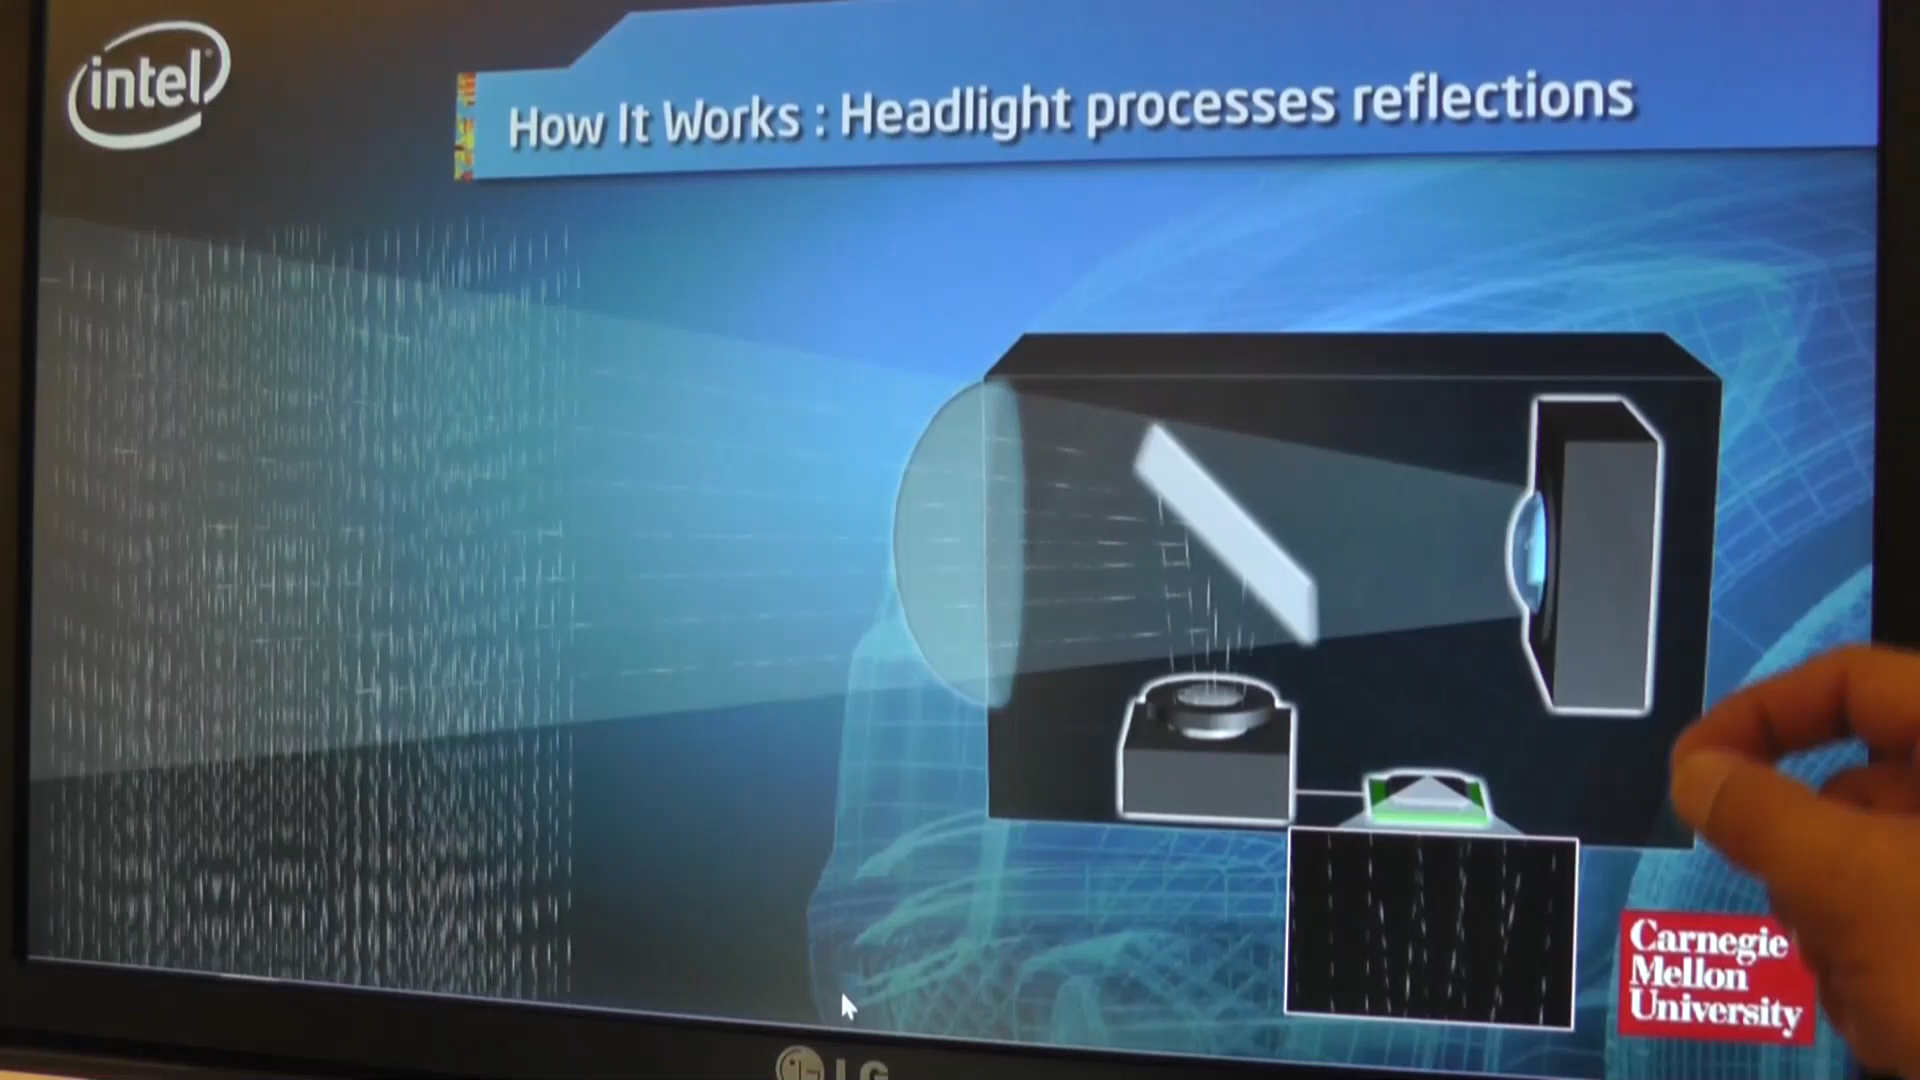 intel
How It Works : Headlight processes reflections
Carnegie
Mellon
University
LG